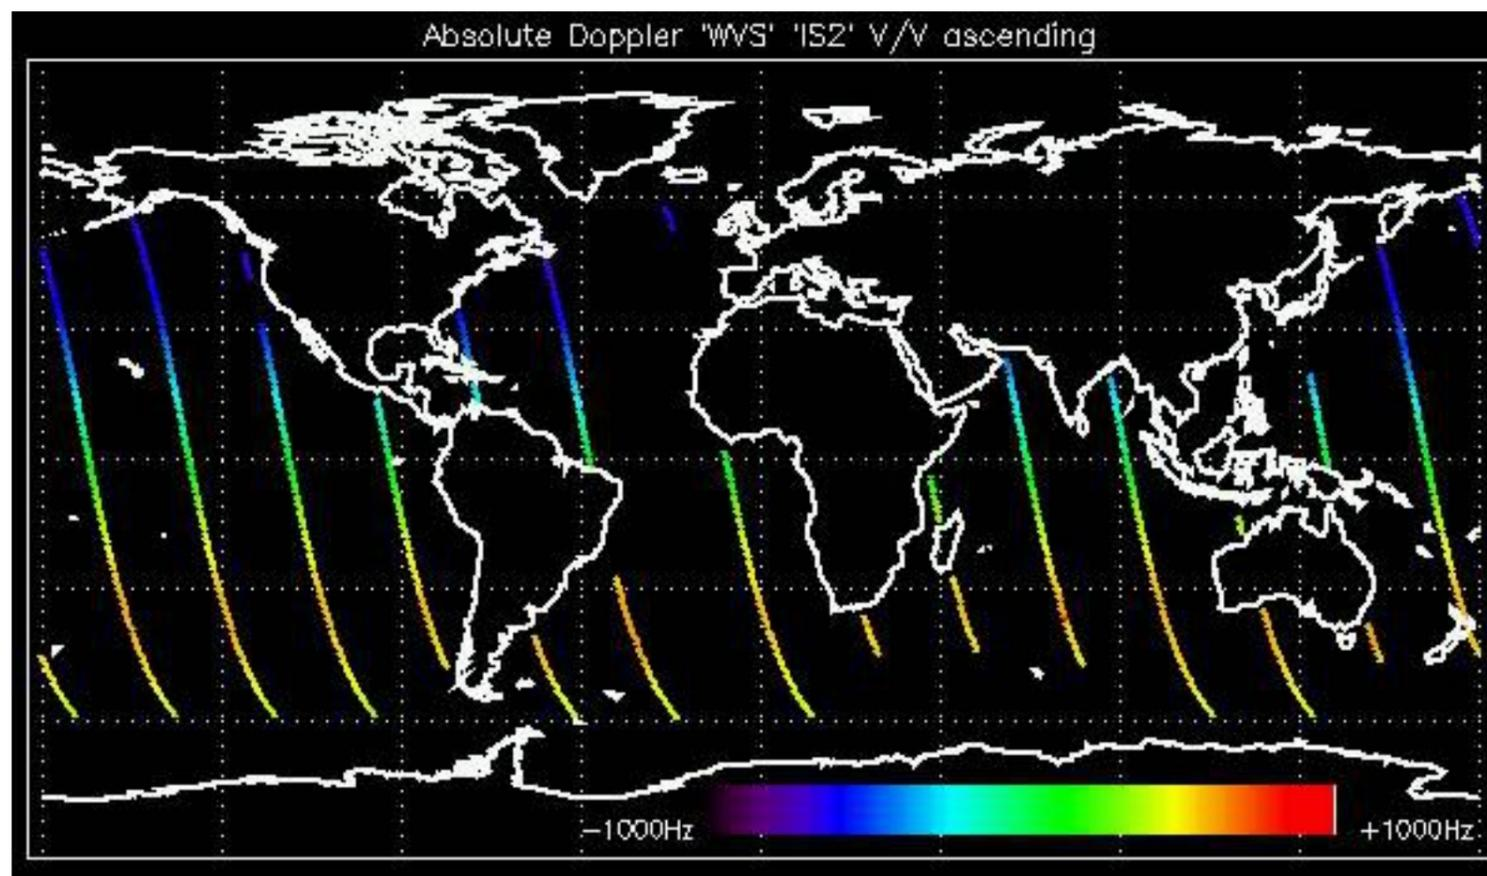 Absolute Doppler 'WVS' 'IS2' V/V ascending
-1000Hz +1000Hz